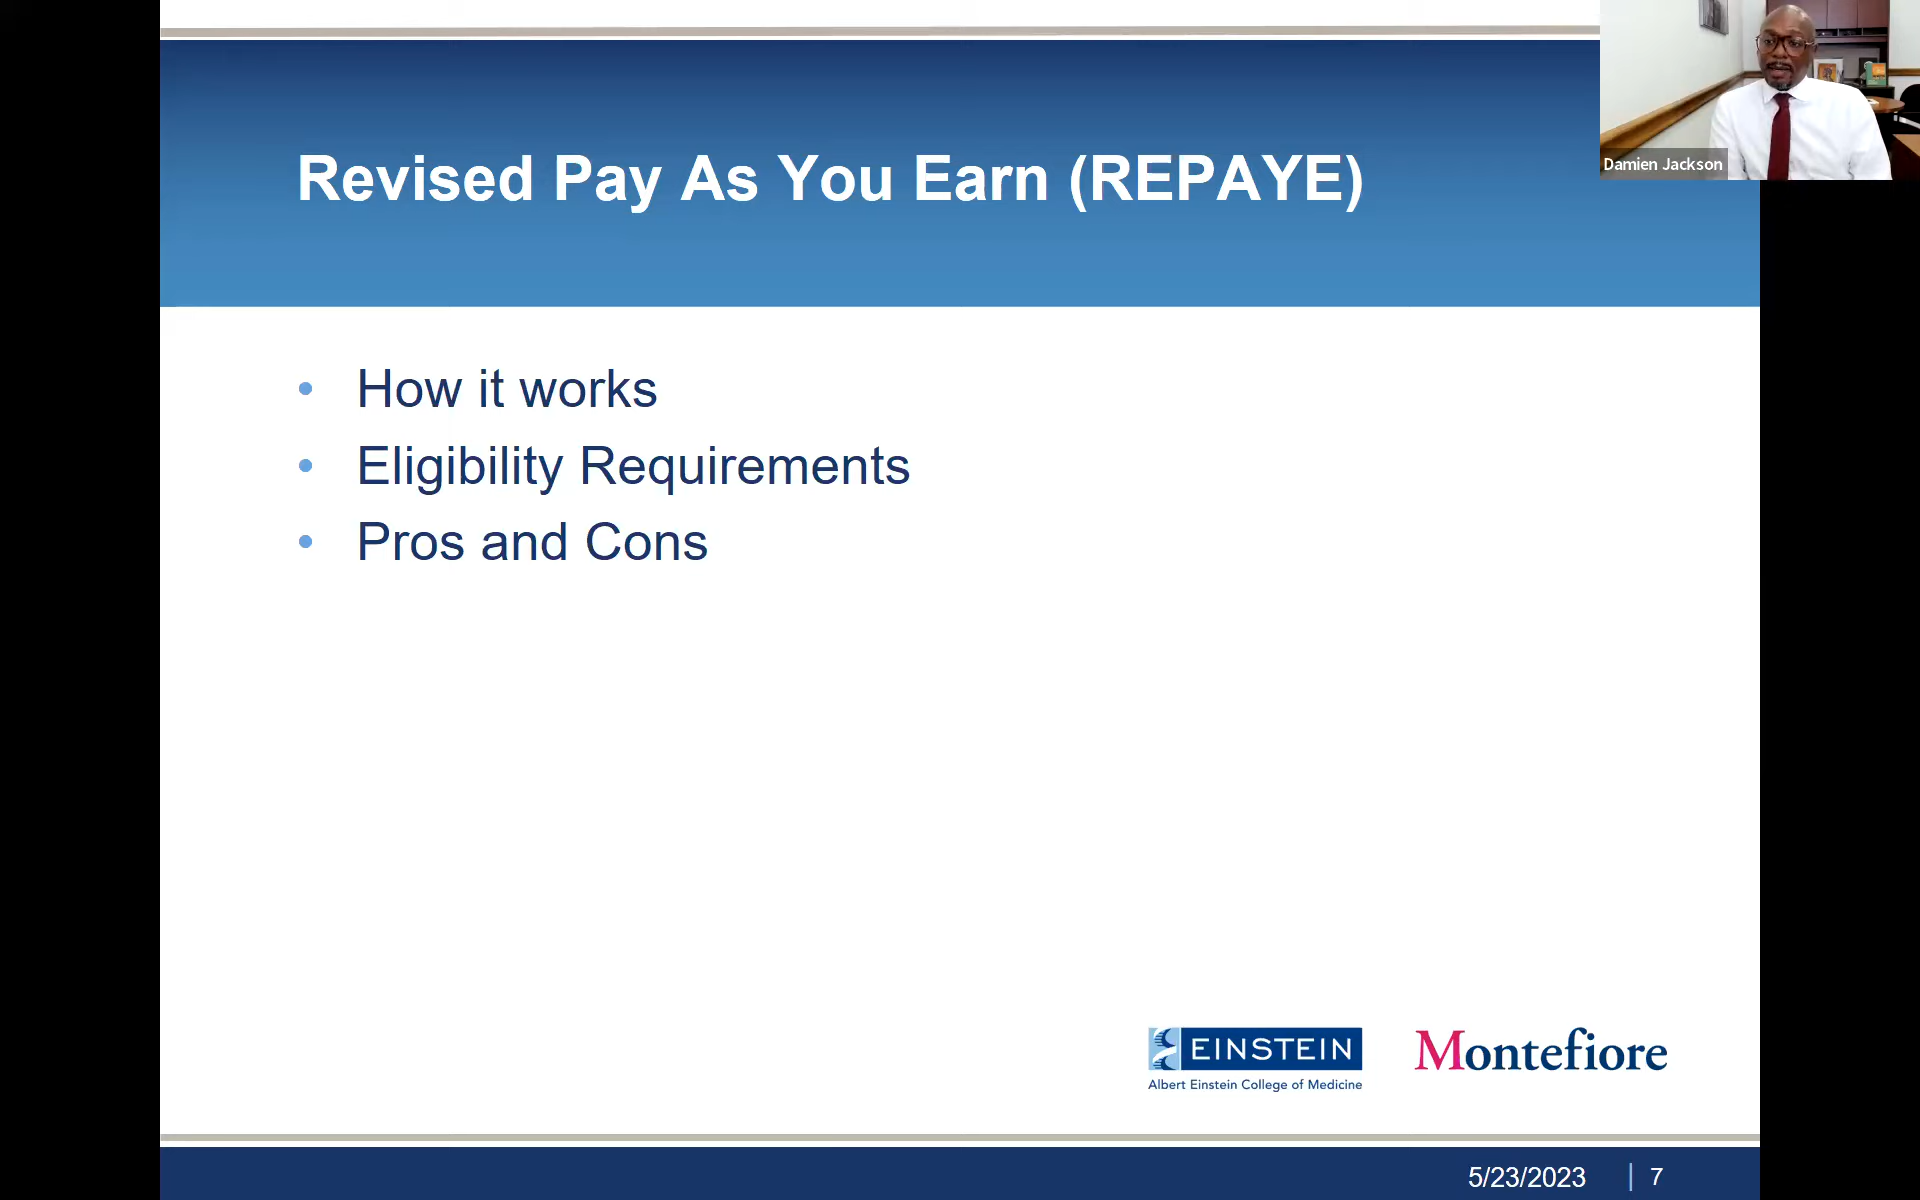 Damien Jackson
Revised Pay As You Earn (REPAYE)
• How it works
• Eligibility Requirements
• Pros and Cons
EINSTEIN
Albert Einstein College of Medicine
Montefiore
5/23/2023 | 7